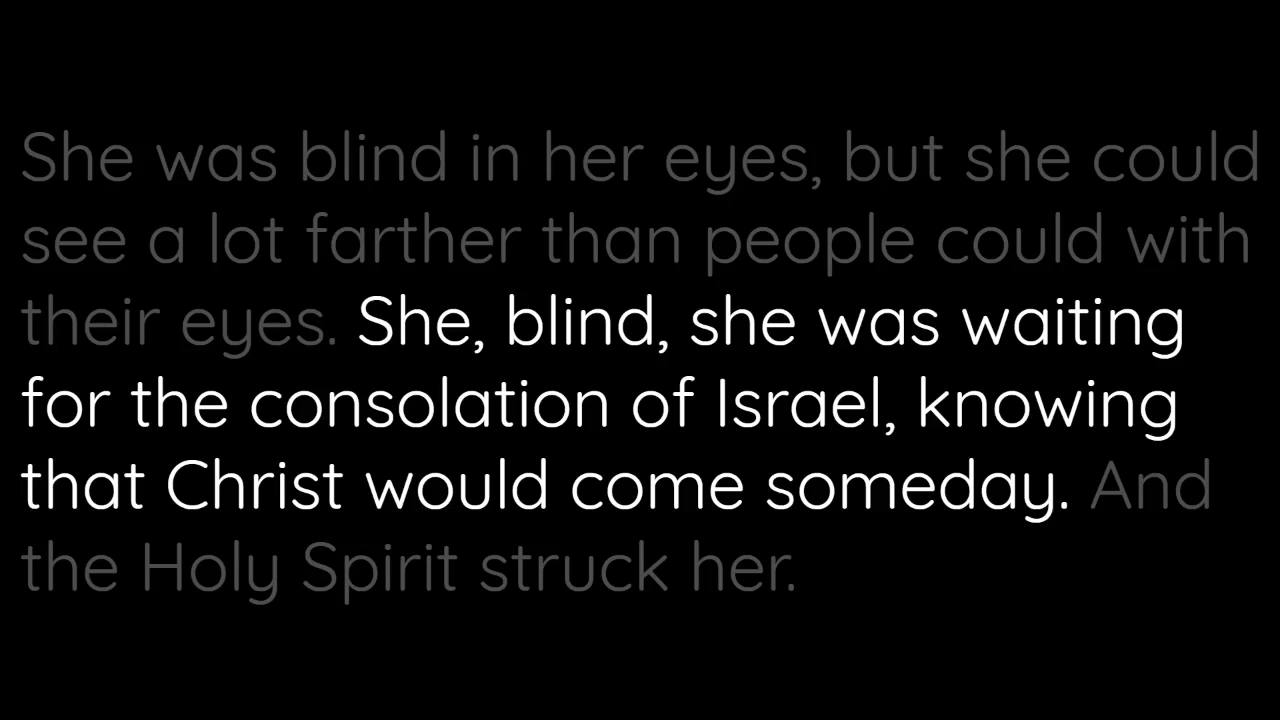 She was blind in her eyes, but she could
see a lot farther than people could with
their eyes. She, blind, she was waiting
for the consolation of Israel, knowing
that Christ would come someday. And
the Holy Spirit struck her.